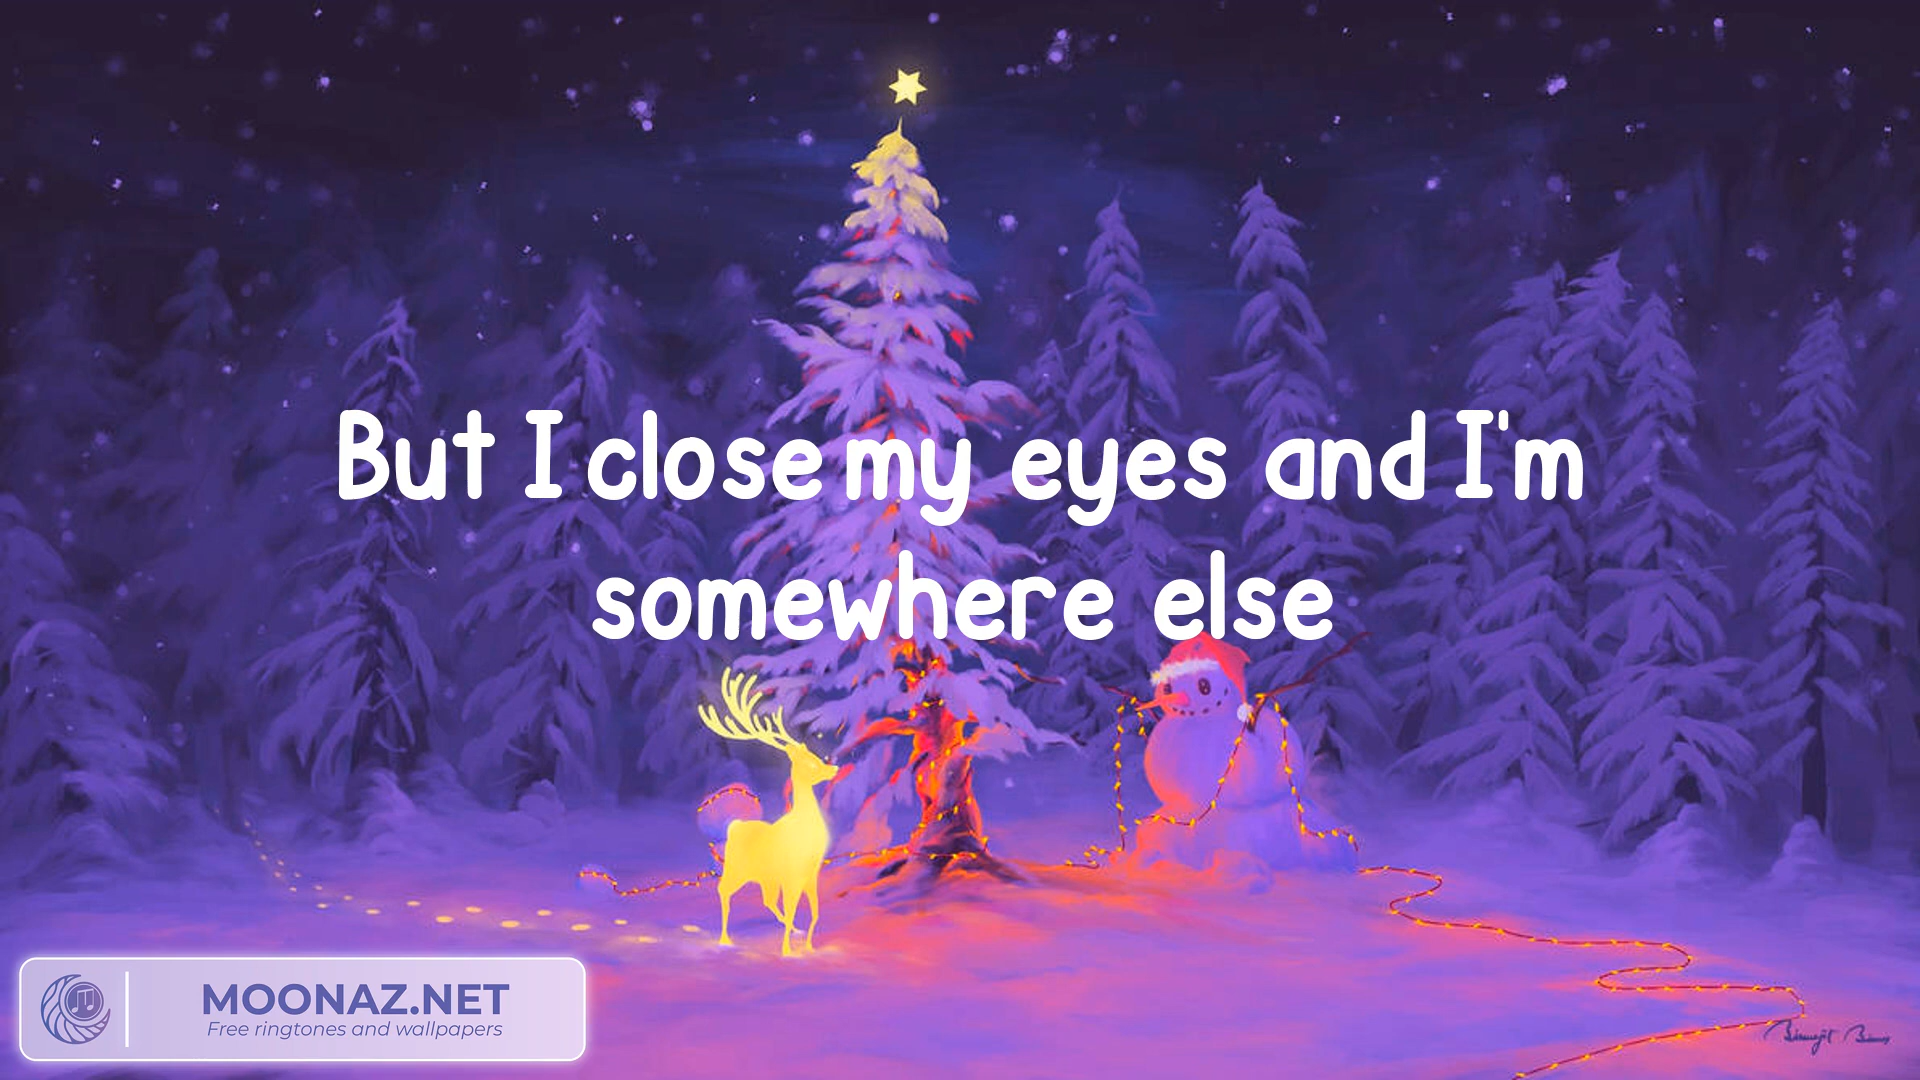 But I close my eyes and I'm
somewhere else
MOONAZ.NET
Free ringtones and wallpapers